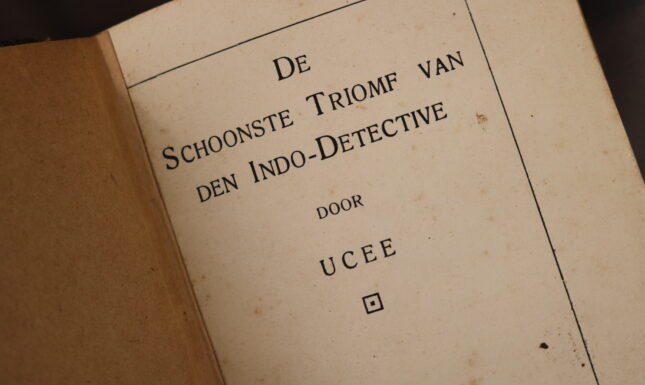 De
Schoonste Triomf van
den Indo-Detective
door
UCEE